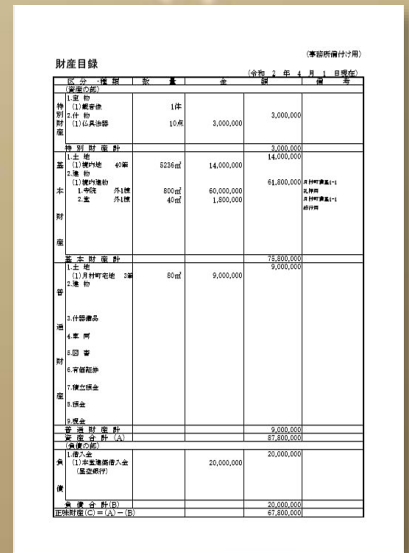 (事務所備付け用)
財産目録
(令和 2 年 4 月 1 日現在)
区分・種類 数量 金額 備考
(資産の部)
特別財産
1.宝物
(1)観音像 1体
2.什物 3,000,000
(1)仏具法器 10点 3,000,000
特別財産計 3,000,000
基本財産
1.土地 14,000,000
(1)境内地 40筆 5236㎡ 14,000,000
2.建物
(1)境内建物 61,800,000
1.寺院 外1棟 800㎡ 60,000,000
2.堂 外1棟 40㎡ 1,800,000
基本財産計 75,800,000
普通財産
1.土地 9,000,000
(1)月村町宅地 3筆 80㎡ 9,000,000
2.建物
3.什器備品
4.車両
5.図書
6.有価証券
7.積立預金
8.預金
9.現金
普通財産計 9,000,000
資産合計(A) 87,800,000
(負債の部)
負債
1.借入金 20,000,000
(1)本堂建築借入金 20,000,000
(星空銀行)
負債合計(B) 20,000,000
正味財産(C)=(A)-(B) 67,800,000